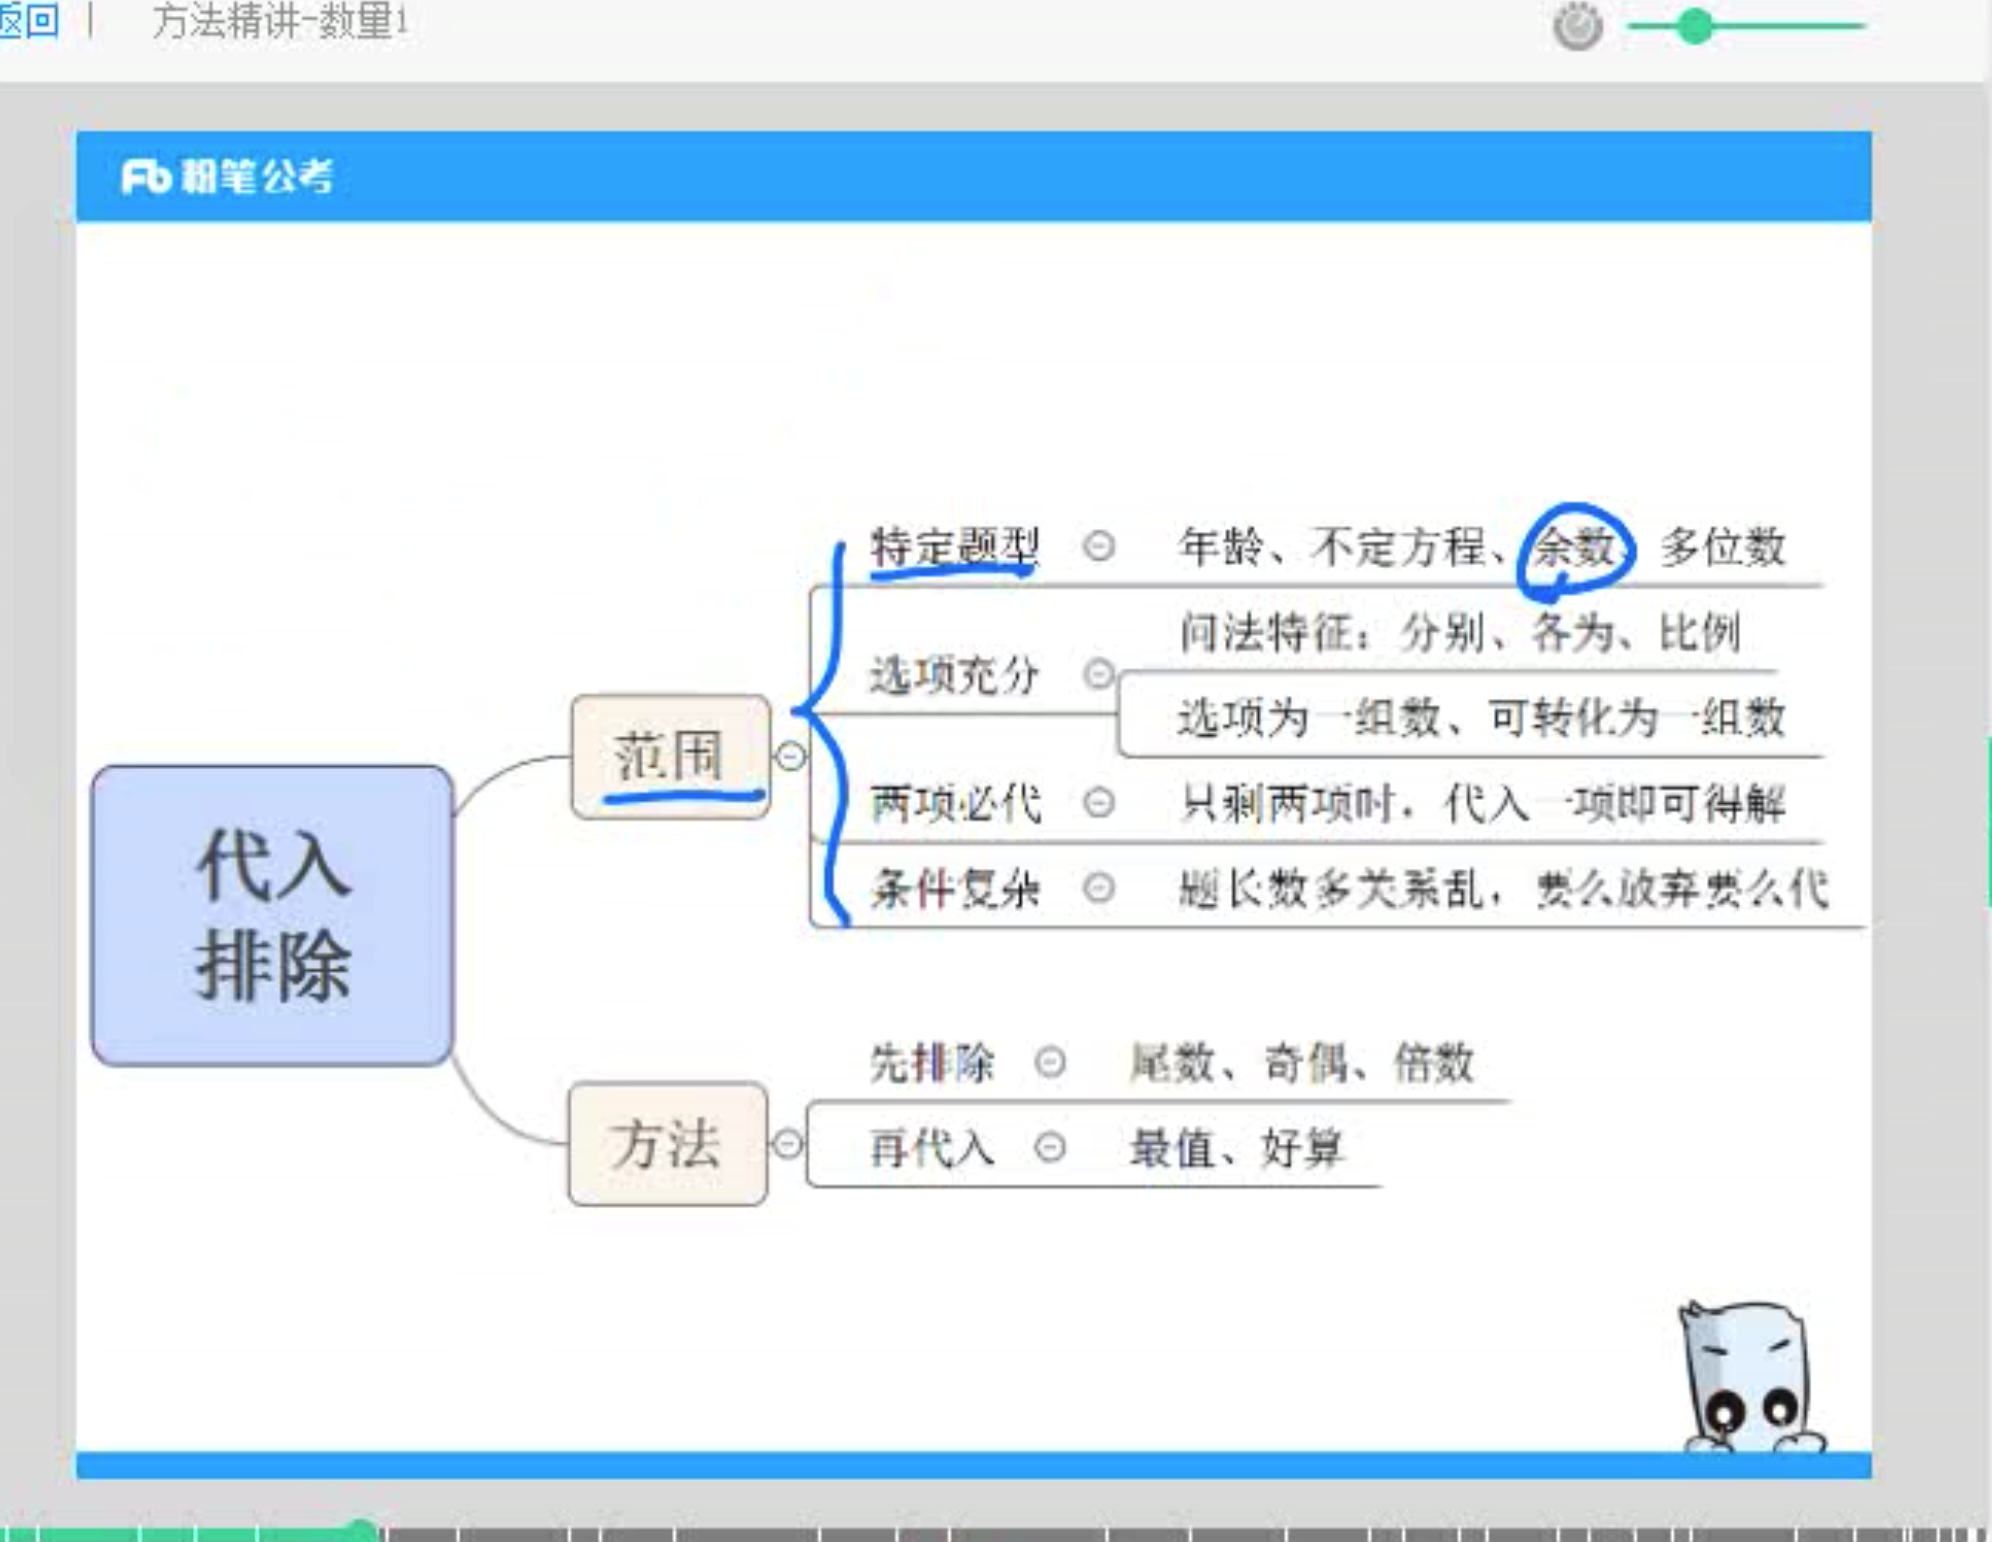 返回 | 方法精讲-数量1
Fb 粉笔公考
特定题型 年龄、不定方程、余数、多位数
问法特征：分别、各为、比例
选项充分
选项为一组数、可转化为一组数
范围
两项必代 只剩两项时，代入一项即可得解
条件复杂 题长数多关系乱，要么放弃要么代
代入
排除
先排除 尾数、奇偶、倍数
方法
再代入 最值、好算